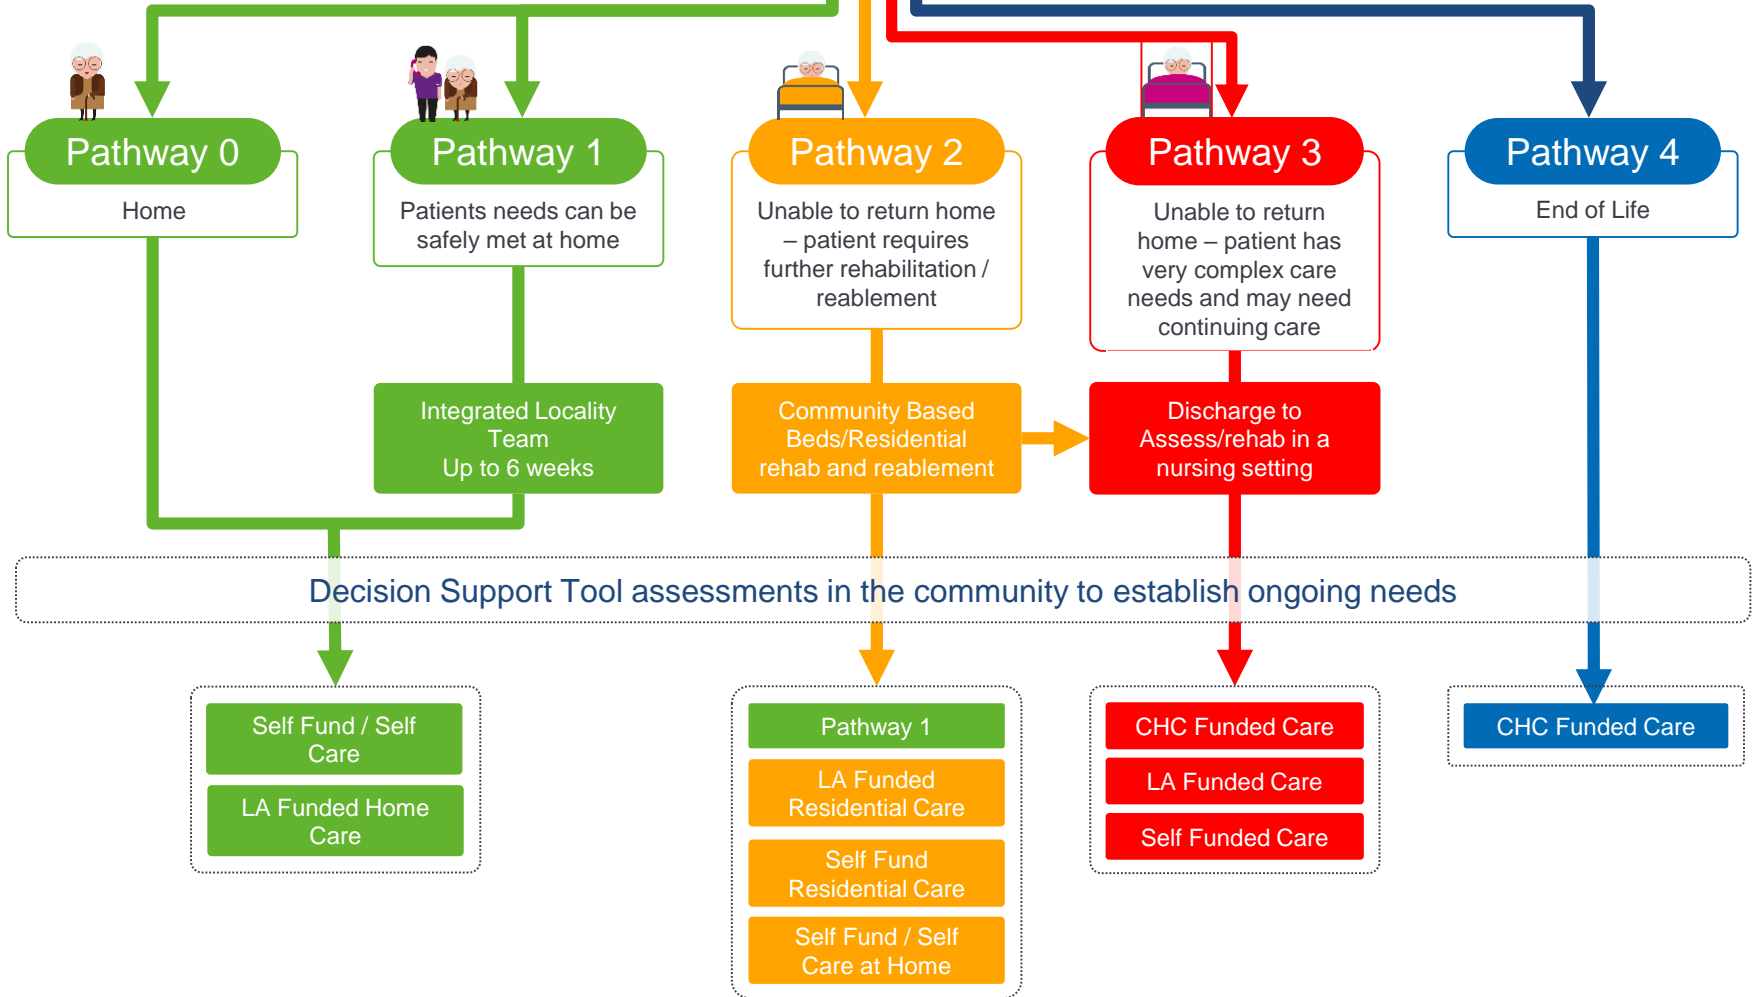 Pathway 0
Home
Pathway 1
Patients needs can be
safely met at home
Pathway 2
Unable to return home
– patient requires
further rehabilitation /
reablement
Pathway 3
Unable to return
home – patient has
very complex care
needs and may need
continuing care
Pathway 4
End of Life
Integrated Locality
Team
Up to 6 weeks
Community Based
Beds/Residential
rehab and reablement
Discharge to
Assess/rehab in a
nursing setting
Decision Support Tool assessments in the community to establish ongoing needs
Self Fund / Self
Care
LA Funded Home
Care
Pathway 1
LA Funded
Residential Care
Self Fund
Residential Care
Self Fund / Self
Care at Home
CHC Funded Care
LA Funded Care
Self Funded Care
CHC Funded Care